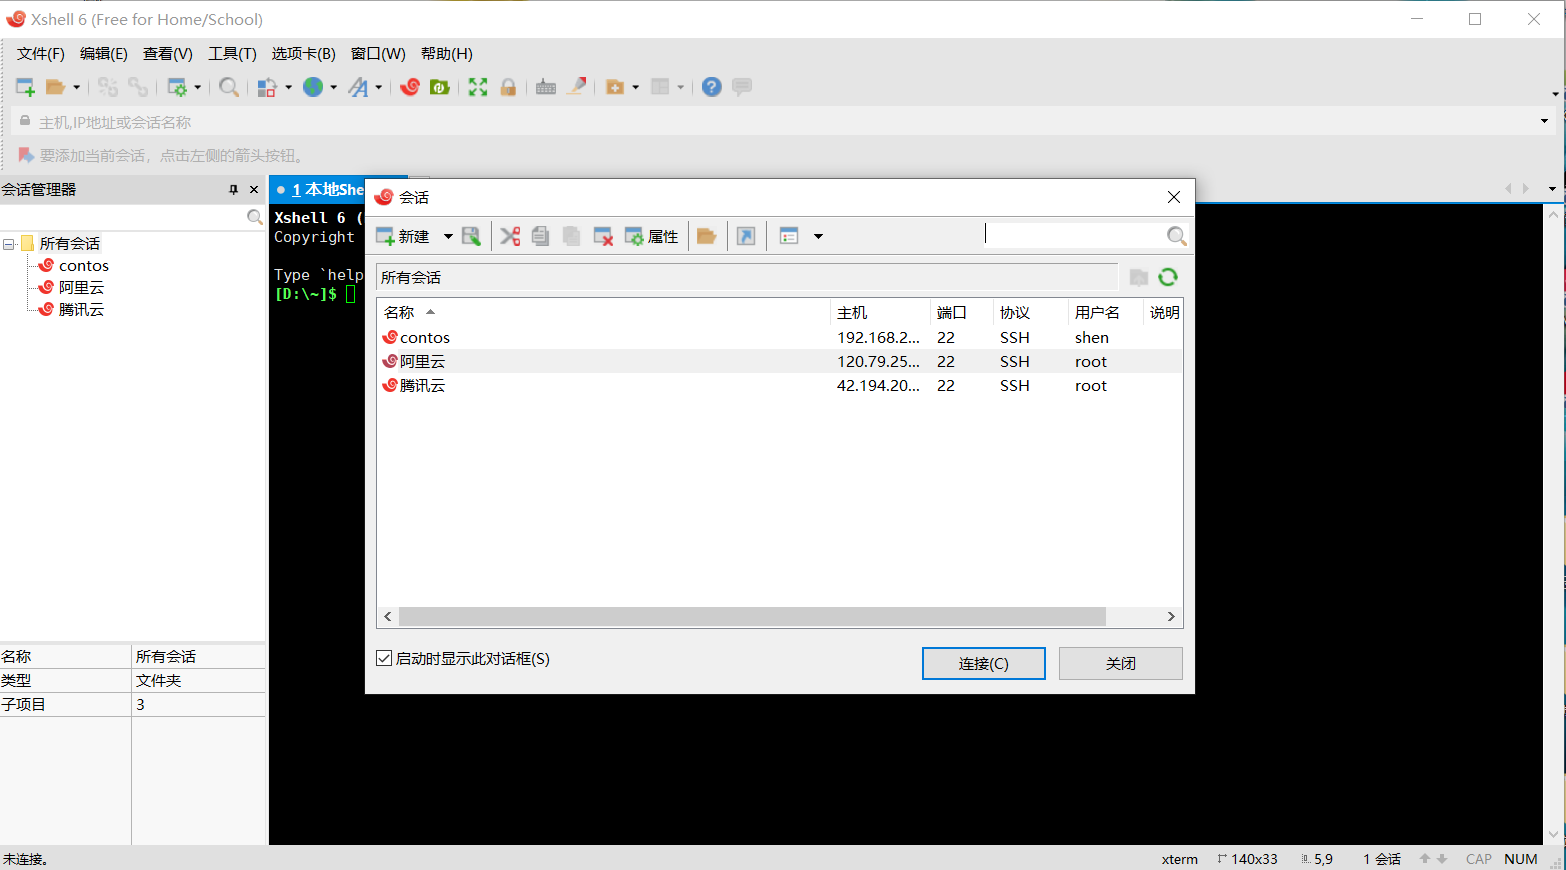 Xshell 6 (Free for Home/School)
文件(F) 编辑(E) 查看(V) 工具(T) 选项卡(B) 窗口(W) 帮助(H)
主机,IP地址或会话名称
要添加当前会话，点击左侧的箭头按钮。
会话管理器
所有会话
contos
阿里云
腾讯云
名称 所有会话
类型 文件夹
子项目 3
1 本地She
Xshell 6 (
Copyright
Type `help
[D:\~]$
会话
新建 属性
所有会话
名称 主机 端口 协议 用户名 说明
contos 192.168.2... 22 SSH shen
阿里云 120.79.25... 22 SSH root
腾讯云 42.194.20... 22 SSH root
启动时显示此对话框(S)
连接(C) 关闭
未连接。 xterm 140x33 5,9 1 会话 CAP NUM